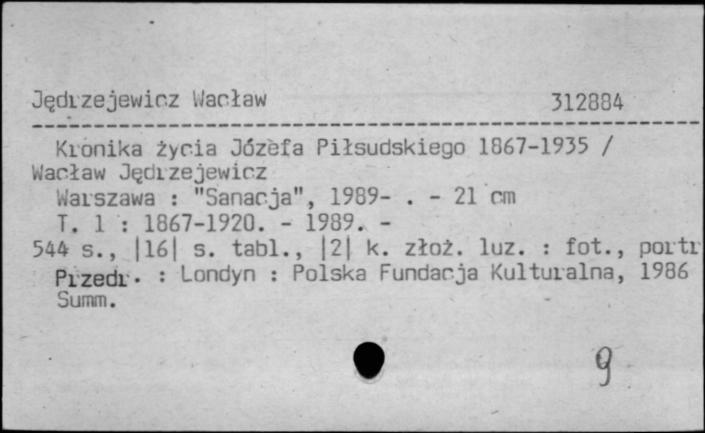 Jędrzejewicz Wacław 312884
Kronika życia Józefa Piłsudskiego 1867-1935 /
Wacław Jędrzejewicz
Warszawa : "Sanacja", 1989- . - 21 cm
T. 1 : 1867-1920. - 1989. -
544 s., |16| s. tabl., |2| k. złoż. luz. : fot., portr
Przedr. : Londyn : Polska Fundacja Kulturalna, 1986
Summ.
9